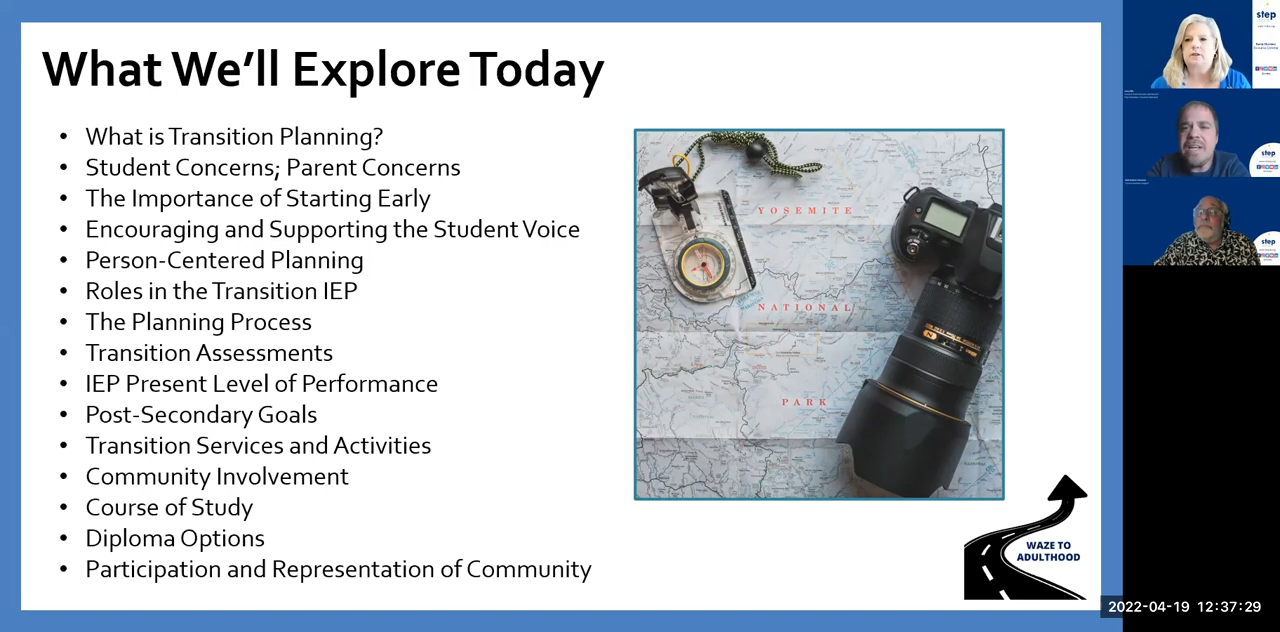 What We'll Explore Today
• What is Transition Planning?
• Student Concerns; Parent Concerns
• The Importance of Starting Early
• Encouraging and Supporting the Student Voice
• Person-Centered Planning
• Roles in the Transition IEP
• The Planning Process
• Transition Assessments
• IEP Present Level of Performance
• Post-Secondary Goals
• Transition Services and Activities
• Community Involvement
• Course of Study
• Diploma Options
• Participation and Representation of Community
YOSEMITE
NATIONAL
PARK
WAZE TO
ADULTHOOD
step
step
step
2022-04-19 12:37:29